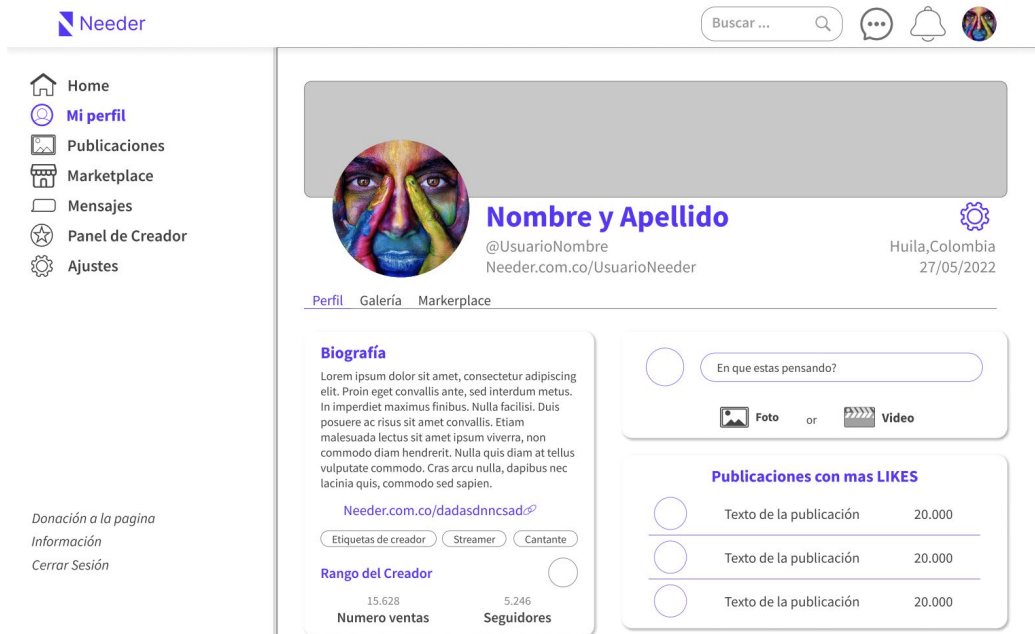 Needer
Buscar ...
Home
Mi perfil
Publicaciones
Marketplace
Mensajes
Panel de Creador
Ajustes
Donación a la pagina
Información
Cerrar Sesión
Nombre y Apellido
@UsuarioNombre
Needer.com.co/UsuarioNeeder
Huila,Colombia
27/05/2022
Perfil Galería Markerplace
Biografía
Lorem ipsum dolor sit amet, consectetur adipiscing
elit. Proin eget convallis ante, sed interdum metus.
In imperdiet maximus finibus. Nulla facilisi. Duis
posuere ac risus sit amet convallis. Etiam
malesuada lectus sit amet ipsum viverra, non
commodo diam hendrerit. Nulla quis diam at tellus
vulputate commodo. Cras arcu nulla, dapibus nec
lacinia quis, commodo sed sapien.
Needer.com.co/dadasdnncsad
Etiquetas de creador Streamer Cantante
Rango del Creador
15.628 5.246
Numero ventas Seguidores
En que estas pensando?
Foto or Video
Publicaciones con mas LIKES
Texto de la publicación 20.000
Texto de la publicación 20.000
Texto de la publicación 20.000